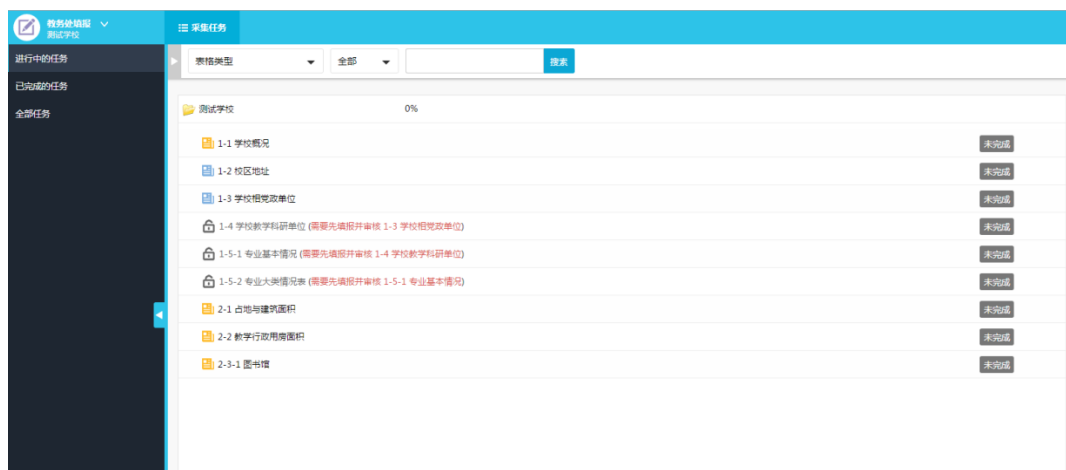 教务处填报
测试学校
采集任务
进行中的任务
已完成的任务
全部任务
表格类型
全部
搜索
测试学校 0%
1-1 学校概况 未完成
1-2 校区地址 未完成
1-3 学校相党政单位 未完成
1-4 学校教学科研单位 (需要先填报并审核 1-3 学校相党政单位) 未完成
1-5-1 专业基本情况 (需要先填报并审核 1-4 学校教学科研单位) 未完成
1-5-2 专业大类情况表 (需要先填报并审核 1-5-1 专业基本情况) 未完成
2-1 占地与建筑面积 未完成
2-2 教学行政用房面积 未完成
2-3-1 图书馆 未完成